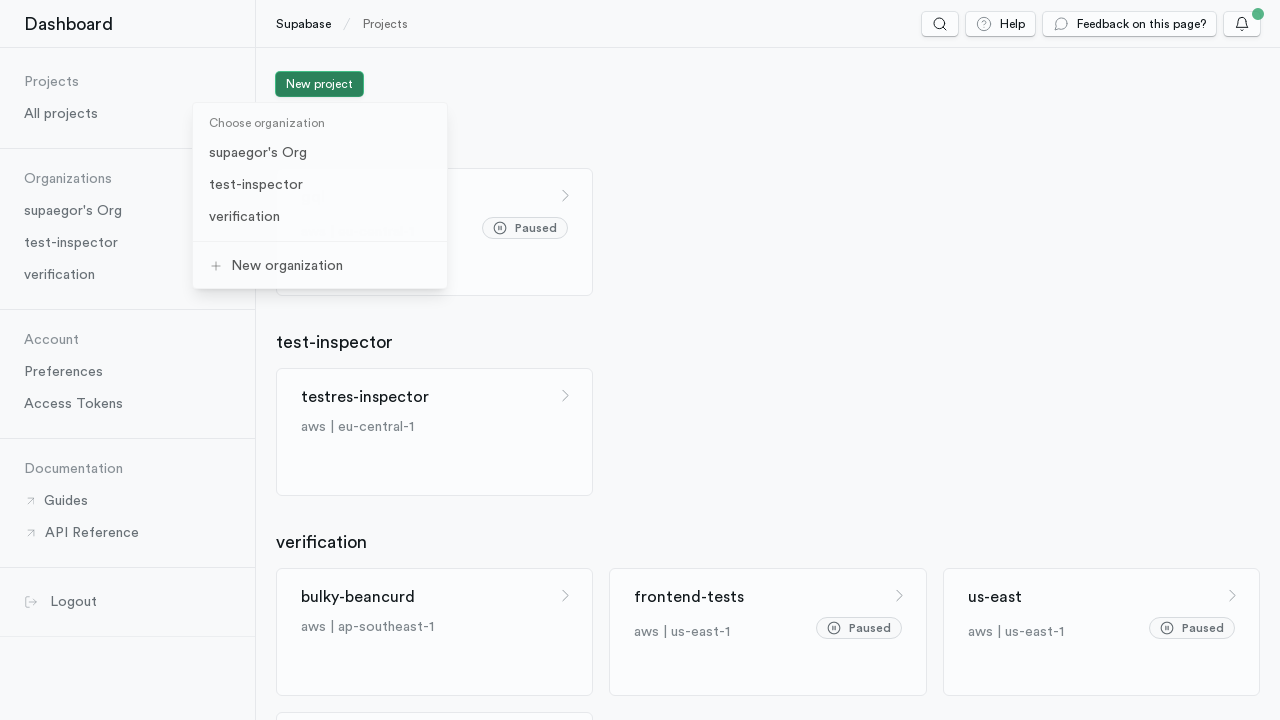 Dashboard
Supabase / Projects
Help
Feedback on this page?
Projects
All projects
Organizations
supaegor's Org
test-inspector
verification
Account
Preferences
Access Tokens
Documentation
Guides
API Reference
Logout
New project
Choose organization
supaegor's Org
test-inspector
verification
New organization
Paused
test-inspector
testres-inspector
aws | eu-central-1
verification
bulky-beancurd
aws | ap-southeast-1
frontend-tests
aws | us-east-1
Paused
us-east
aws | us-east-1
Paused